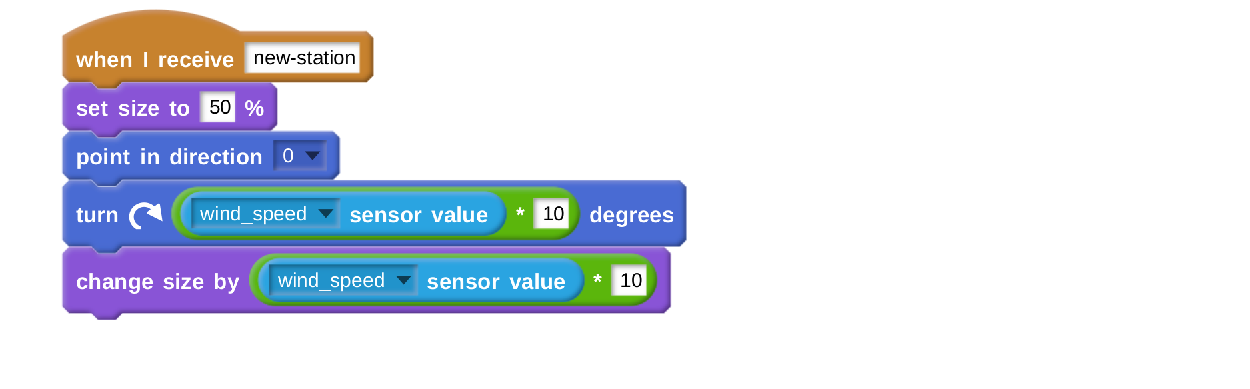 when I receive new-station
set size to 50 %
point in direction 0
turn wind_speed sensor value * 10 degrees
change size by wind_speed sensor value * 10